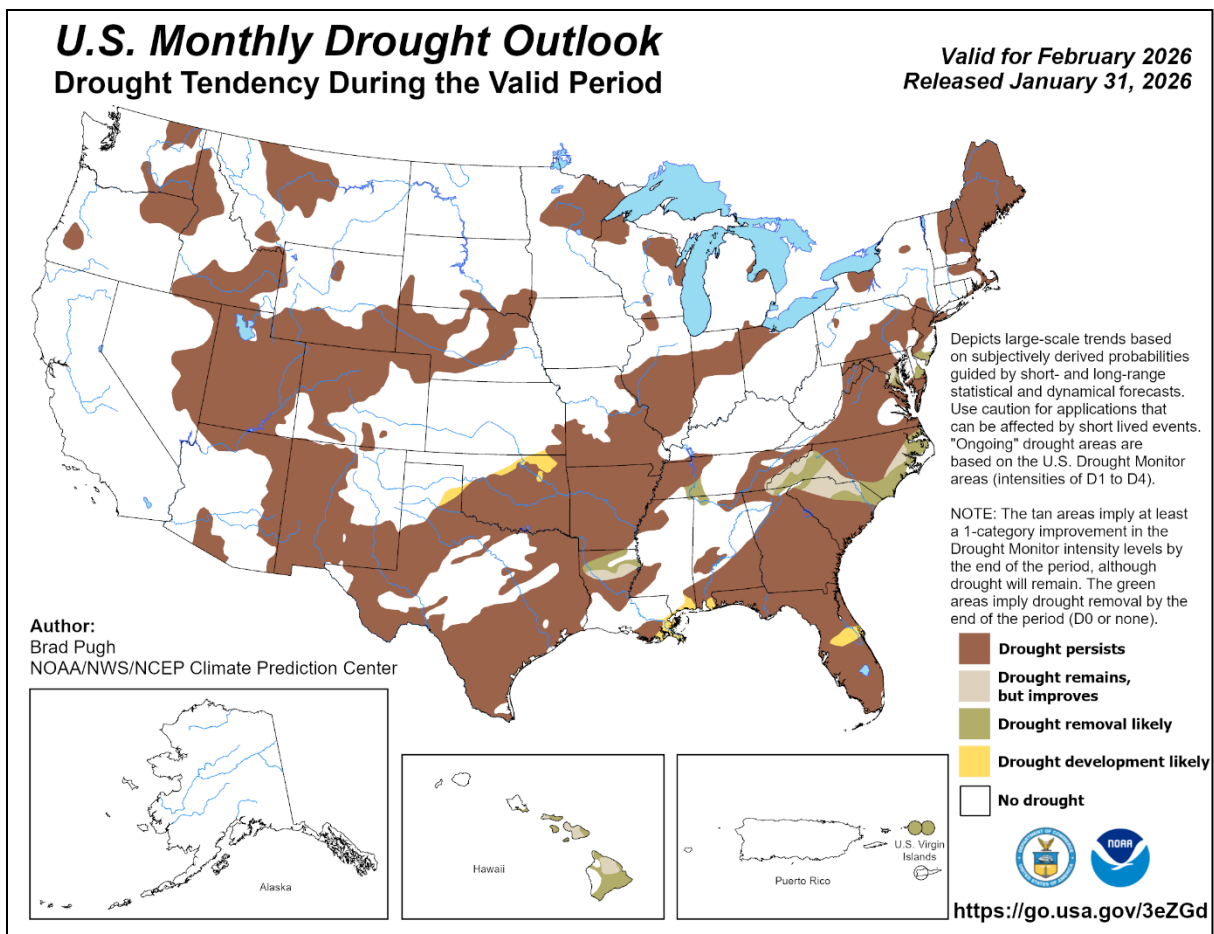 U.S. Monthly Drought Outlook
Drought Tendency During the Valid Period
Valid for February 2026
Released January 31, 2026
Depicts large-scale trends based
on subjectively derived probabilities
guided by short- and long-range
statistical and dynamical forecasts.
Use caution for applications that
can be affected by short lived events.
"Ongoing" drought areas are
based on the U.S. Drought Monitor
areas (intensities of D1 to D4).
NOTE: The tan areas imply at least
a 1-category improvement in the
Drought Monitor intensity levels by
the end of the period, although
drought will remain. The green
areas imply drought removal by the
end of the period (D0 or none).
Author:
Brad Pugh
NOAA/NWS/NCEP Climate Prediction Center
Drought persists
Drought remains,
but improves
Drought removal likely
Drought development likely
No drought
Alaska
Hawaii
Puerto Rico
U.S. Virgin
Islands
NOAA
https://go.usa.gov/3eZGd